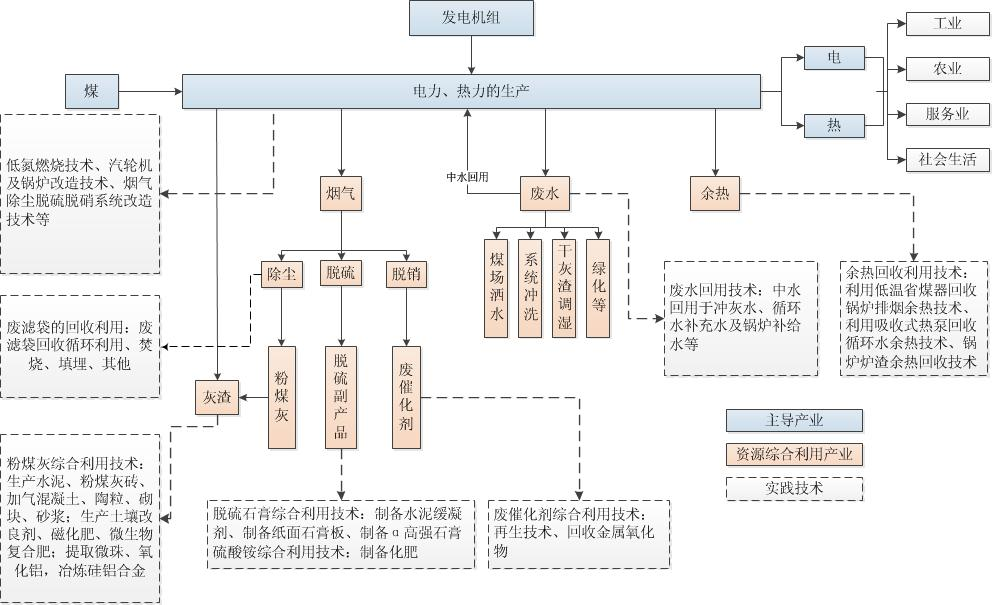 发电机组
工业
电
农业
煤
电力、热力的生产
服务业
热
社会生活
低氮燃烧技术、汽轮机
及锅炉改造技术、烟气
除尘脱硫脱硝系统改造
技术等
中水回用
烟气
废水
余热
除尘
脱硫
脱销
煤场洒水
系统冲洗
干灰渣调湿
绿化等
废水回用技术：中水
回用于冲灰水、循环
水补充水及锅炉补给
水等
余热回收利用技术：
利用低温省煤器回收
锅炉排烟余热技术、
利用吸收式热泵回收
循环水余热技术、锅
炉炉渣余热回收技术
废滤袋的回收利用：废
滤袋回收循环利用、焚
烧、填埋、其他
灰渣
粉煤灰
脱硫副产品
废催化剂
主导产业
资源综合利用产业
实践技术
粉煤灰综合利用技术：
生产水泥、粉煤灰砖、
加气混凝土、陶粒、砌
块、砂浆；生产土壤改
良剂、磁化肥、微生物
复合肥；提取微珠、氧
化铝，冶炼硅铝合金
脱硫石膏综合利用技术：制备水泥缓凝
剂、制备纸面石膏板、制备α高强石膏
硫酸铵综合利用技术：制备化肥
废催化剂综合利用技术：
再生技术、回收金属氧化
物